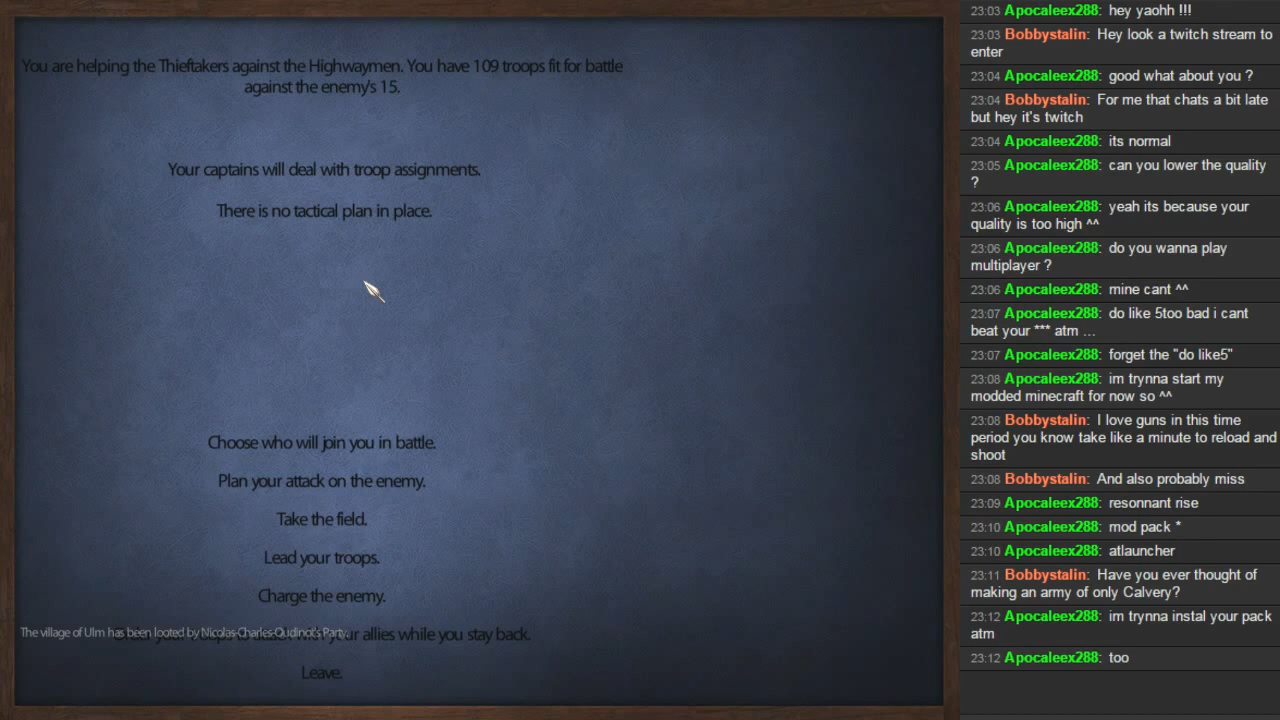 You are helping the Thieftakers against the Highwaymen. You have 109 troops fit for battle
against the enemy's 15.
Your captains will deal with troop assignments.
There is no tactical plan in place.
Choose who will join you in battle.
Plan your attack on the enemy.
Take the field.
Lead your troops.
Charge the enemy.
The village of Ulm has been looted by Nicolas-Charles-Oudinot's Party.
your allies while you stay back.
Leave.
23:03 Apocaleex288: hey yaohh !!!
23:03 Bobbystalin: Hey look a twitch stream to
enter
23:04 Apocaleex288: good what about you ?
23:04 Bobbystalin: For me that chats a bit late
but hey it's twitch
23:04 Apocaleex288: its normal
23:05 Apocaleex288: can you lower the quality
?
23:06 Apocaleex288: yeah its because your
quality is too high ^^
23:06 Apocaleex288: do you wanna play
multiplayer ?
23:06 Apocaleex288: mine cant ^^
23:07 Apocaleex288: do like 5too bad i cant
beat your *** atm ...
23:07 Apocaleex288: forget the "do like5"
23:08 Apocaleex288: im trynna start my
modded minecraft for now so ^^
23:08 Bobbystalin: I love guns in this time
period you know take like a minute to reload and
shoot
23:08 Bobbystalin: And also probably miss
23:09 Apocaleex288: resonnant rise
23:10 Apocaleex288: mod pack *
23:10 Apocaleex288: atlauncher
23:11 Bobbystalin: Have you ever thought of
making an army of only Calvery?
23:12 Apocaleex288: im trynna instal your pack
atm
23:12 Apocaleex288: too